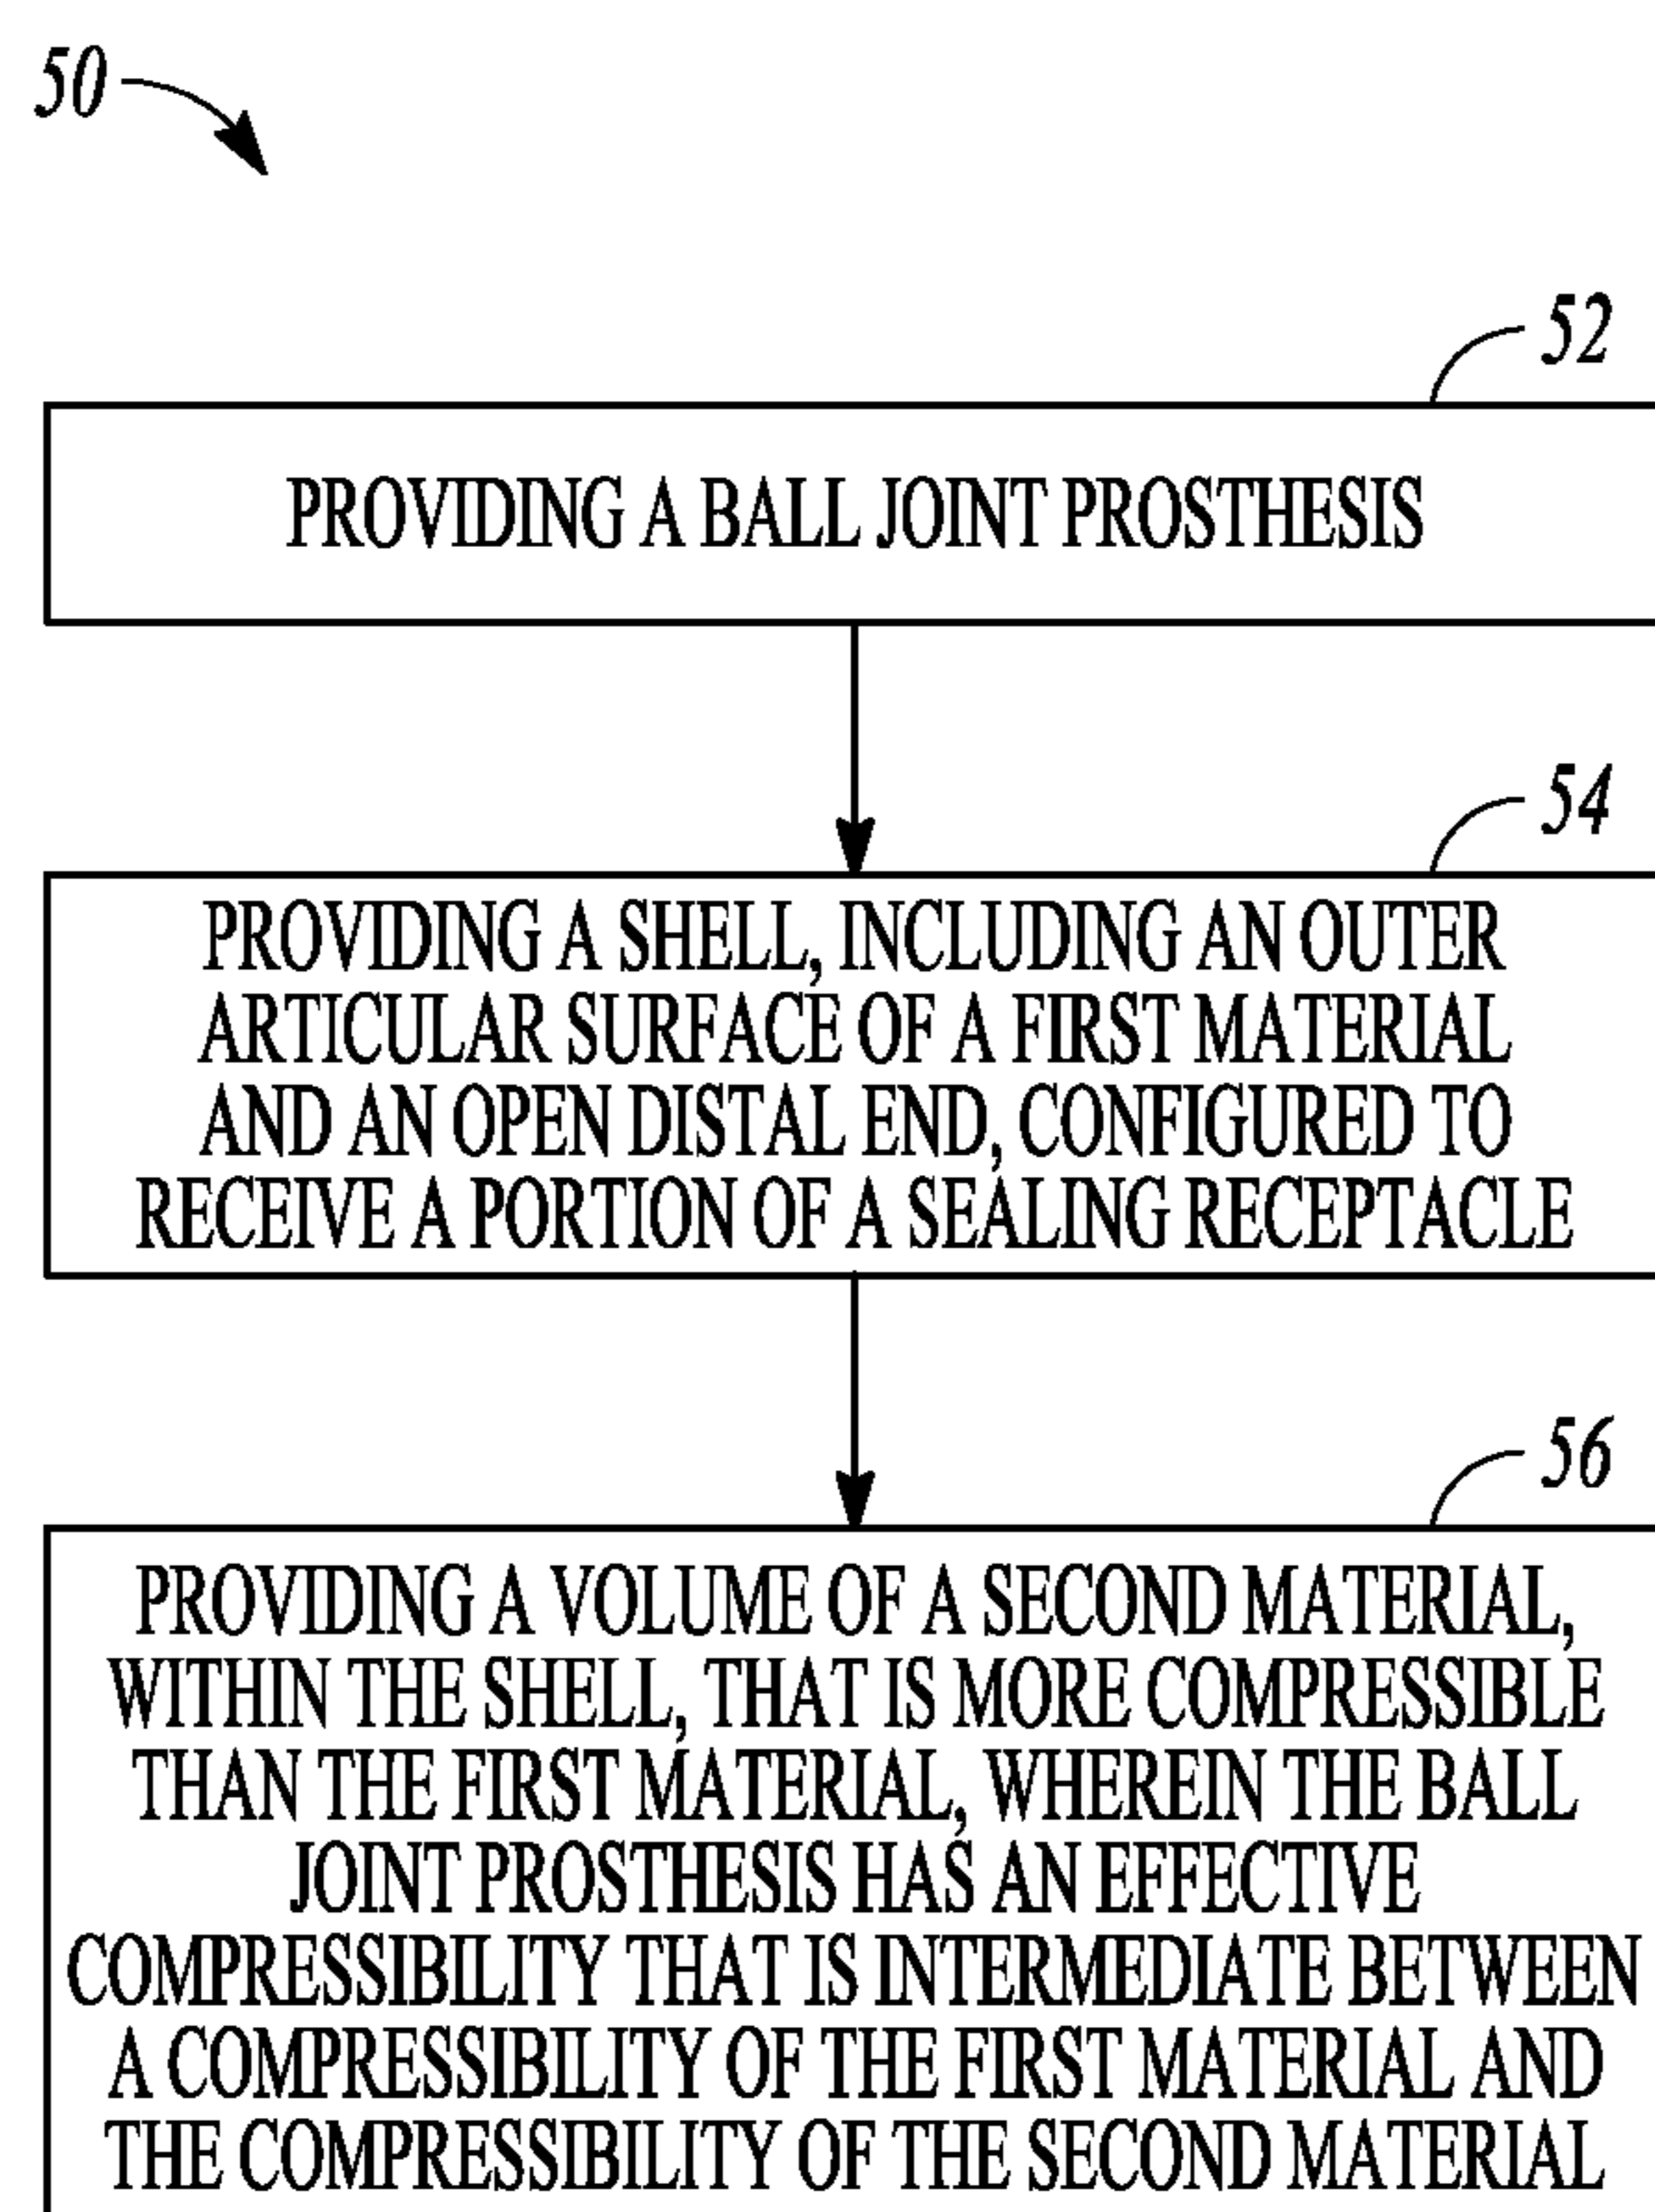 50
52
PROVIDING A BALL JOINT PROSTHESIS
54
PROVIDING A SHELL, INCLUDING AN OUTER
ARTICULAR SURFACE OF A FIRST MATERIAL
AND AN OPEN DISTAL END, CONFIGURED TO
RECEIVE A PORTION OF A SEALING RECEPTACLE
56
PROVIDING A VOLUME OF A SECOND MATERIAL,
WITHIN THE SHELL, THAT IS MORE COMPRESSIBLE
THAN THE FIRST MATERIAL, WHEREIN THE BALL
JOINT PROSTHESIS HAS AN EFFECTIVE
COMPRESSIBILITY THAT IS INTERMEDIATE BETWEEN
A COMPRESSIBILITY OF THE FIRST MATERIAL AND
THE COMPRESSIBILITY OF THE SECOND MATERIAL